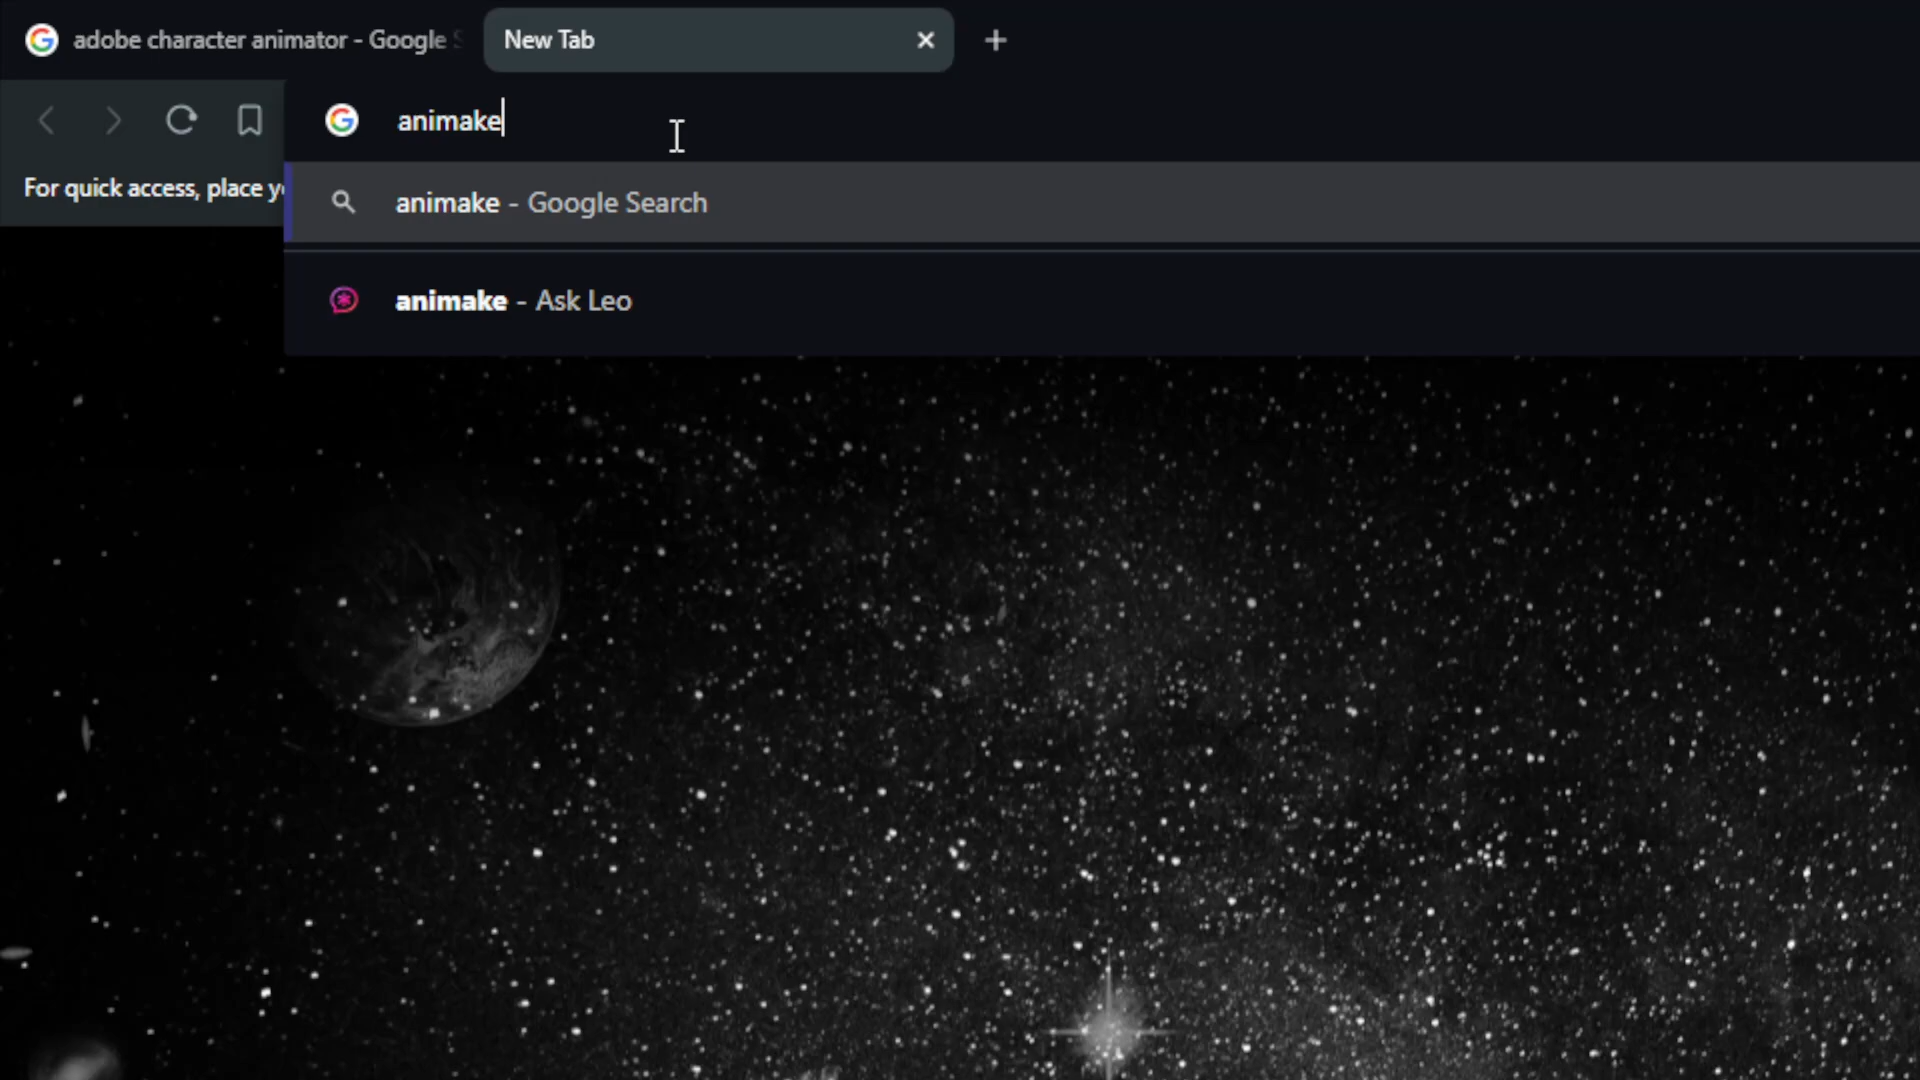 adobe character animator - Google S
New Tab
animake
For quick access, place y
animake - Google Search
animake - Ask Leo